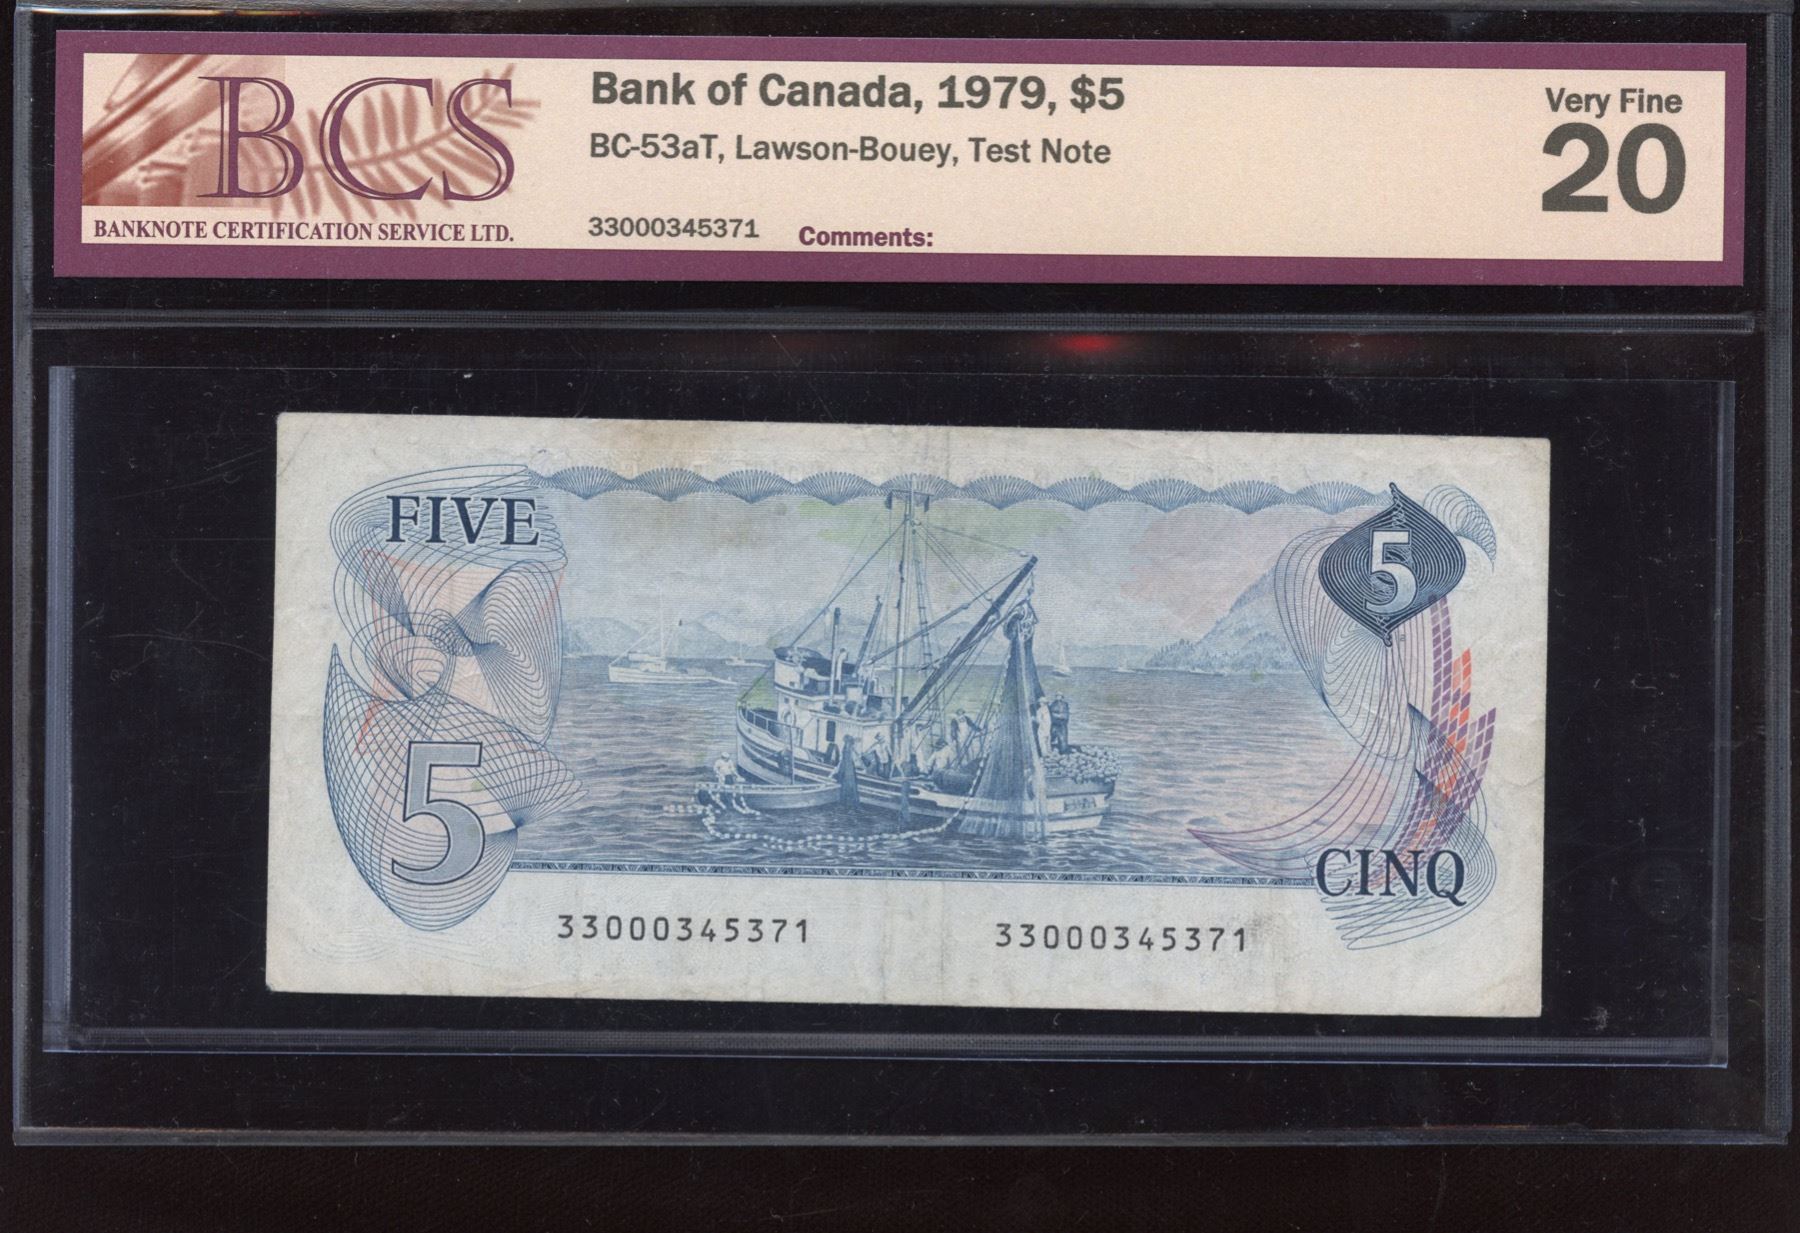 BCS
BANKNOTE CERTIFICATION SERVICE LTD.
Bank of Canada, 1979, $5
BC-53aT, Lawson-Bouey, Test Note
33000345371
Comments:
Very Fine
20
FIVE
5
5
CINQ
33000345371
33000345371